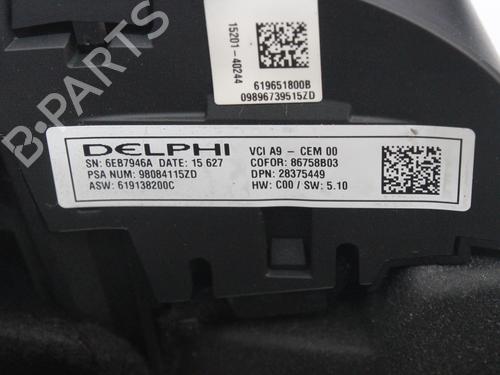 15201-40244
619651800B
09896739515ZD
DELPHI VCI A9 - CEM 00
SN: 6EB7946A DATE: 15 627 COFOR: 86758B03
PSA NUM: 98084115ZD DPN: 28375449
ASW: 619138200C HW: C00 / SW: 5.10
B-PARTS